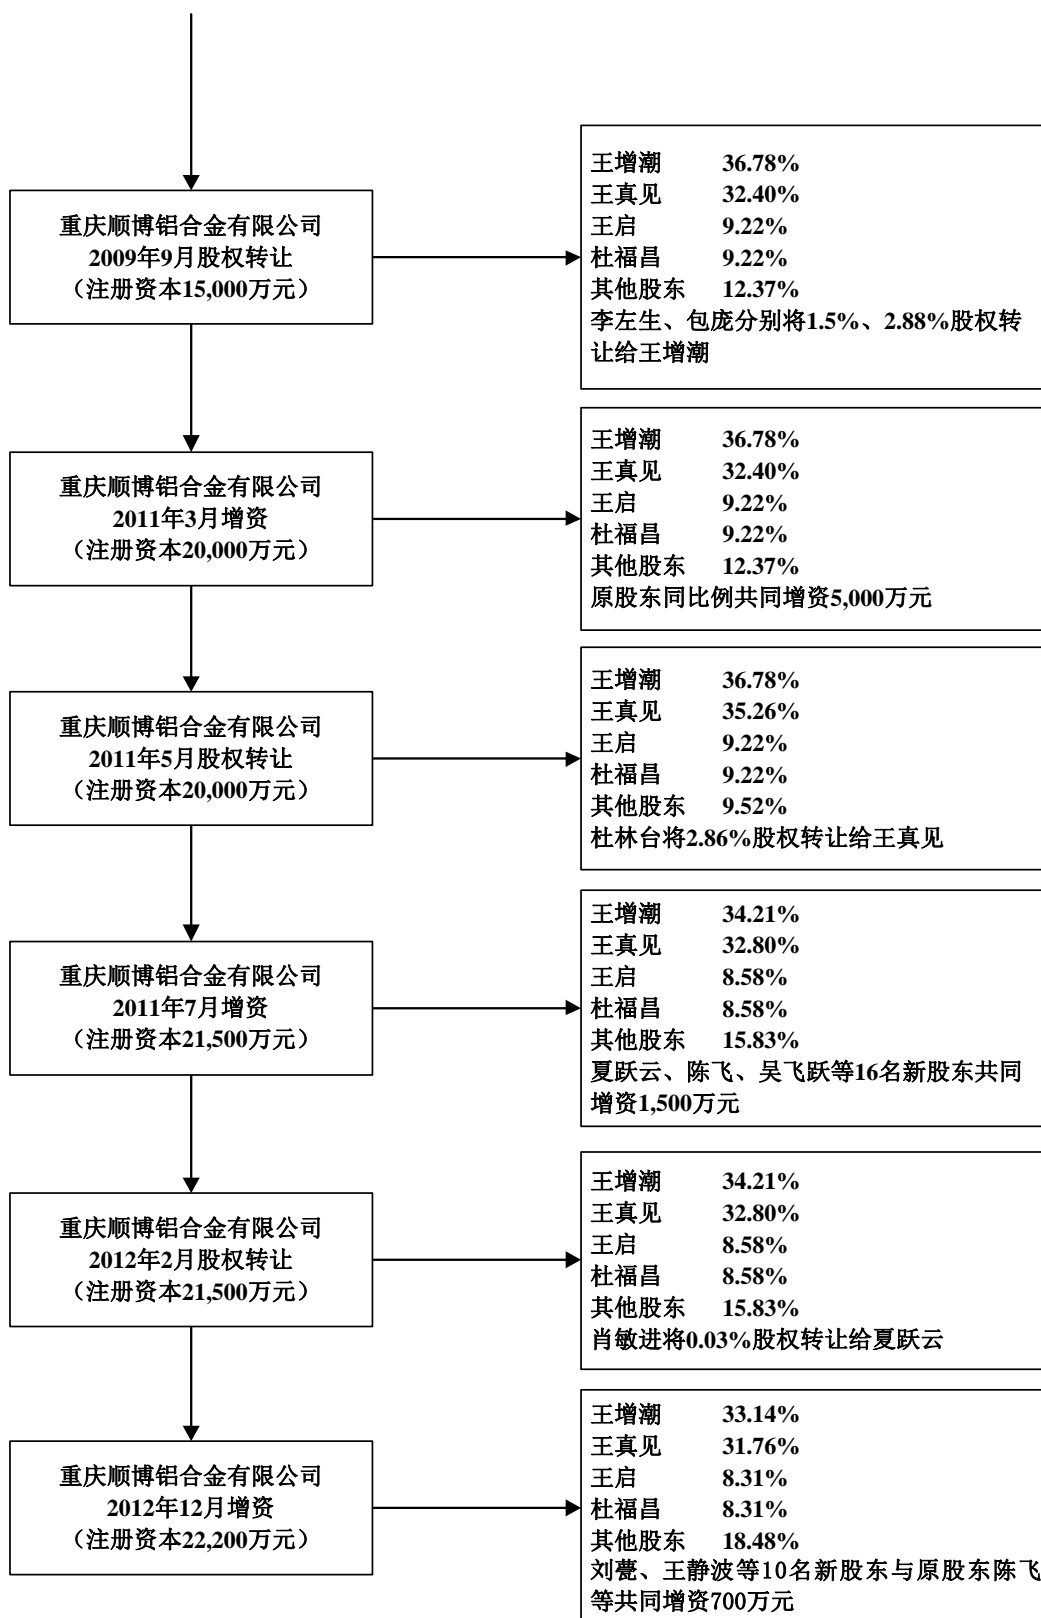 重庆顺博铝合金有限公司
2009年9月股权转让
（注册资本15,000万元）
王增潮 36.78%
王真见 32.40%
王启 9.22%
杜福昌 9.22%
其他股东 12.37%
李左生、包庞分别将1.5%、2.88%股权转
让给王增潮
重庆顺博铝合金有限公司
2011年3月增资
（注册资本20,000万元）
王增潮 36.78%
王真见 32.40%
王启 9.22%
杜福昌 9.22%
其他股东 12.37%
原股东同比例共同增资5,000万元
重庆顺博铝合金有限公司
2011年5月股权转让
（注册资本20,000万元）
王增潮 36.78%
王真见 35.26%
王启 9.22%
杜福昌 9.22%
其他股东 9.52%
杜林台将2.86%股权转让给王真见
重庆顺博铝合金有限公司
2011年7月增资
（注册资本21,500万元）
王增潮 34.21%
王真见 32.80%
王启 8.58%
杜福昌 8.58%
其他股东 15.83%
夏跃云、陈飞、吴飞跃等16名新股东共同
增资1,500万元
重庆顺博铝合金有限公司
2012年2月股权转让
（注册资本21,500万元）
王增潮 34.21%
王真见 32.80%
王启 8.58%
杜福昌 8.58%
其他股东 15.83%
肖敏进将0.03%股权转让给夏跃云
重庆顺博铝合金有限公司
2012年12月增资
（注册资本22,200万元）
王增潮 33.14%
王真见 31.76%
王启 8.31%
杜福昌 8.31%
其他股东 18.48%
刘甍、王静波等10名新股东与原股东陈飞
等共同增资700万元